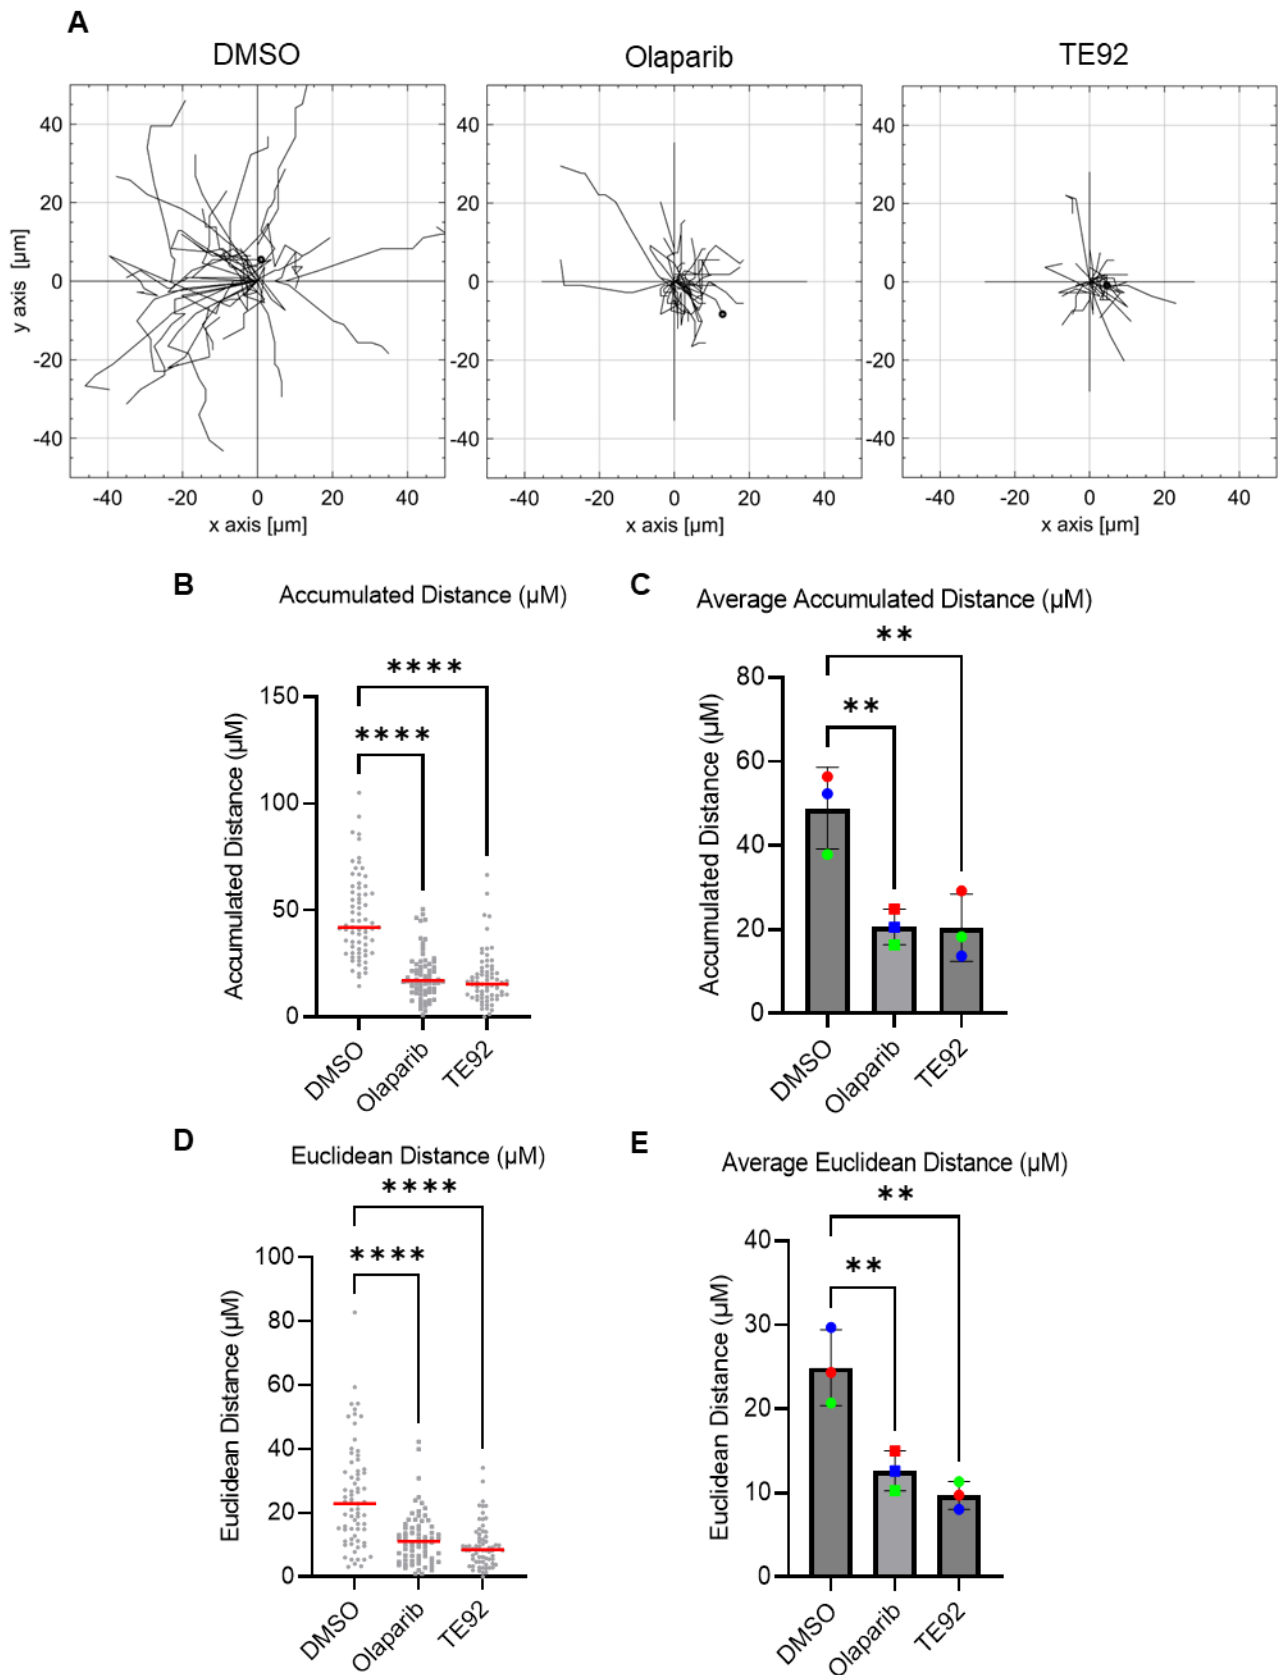 A
DMSO
Olaparib
TE92
y axis [µm]
40
20
0
-20
-40
-40 -20 0 20 40
x axis [µm]
40
20
0
-20
-40
-40 -20 0 20 40
x axis [µm]
40
20
0
-20
-40
-40 -20 0 20 40
x axis [µm]
B
Accumulated Distance (µM)
****
****
Accumulated Distance (µM)
150
100
50
0
DMSO
Olaparib
TE92
C
Average Accumulated Distance (µM)
**
**
Accumulated Distance (µM)
80
60
40
20
0
DMSO
Olaparib
TE92
D
Euclidean Distance (µM)
****
****
Euclidean Distance (µM)
100
80
60
40
20
0
DMSO
Olaparib
TE92
E
Average Euclidean Distance (µM)
**
**
Euclidean Distance (µM)
40
30
20
10
0
DMSO
Olaparib
TE92